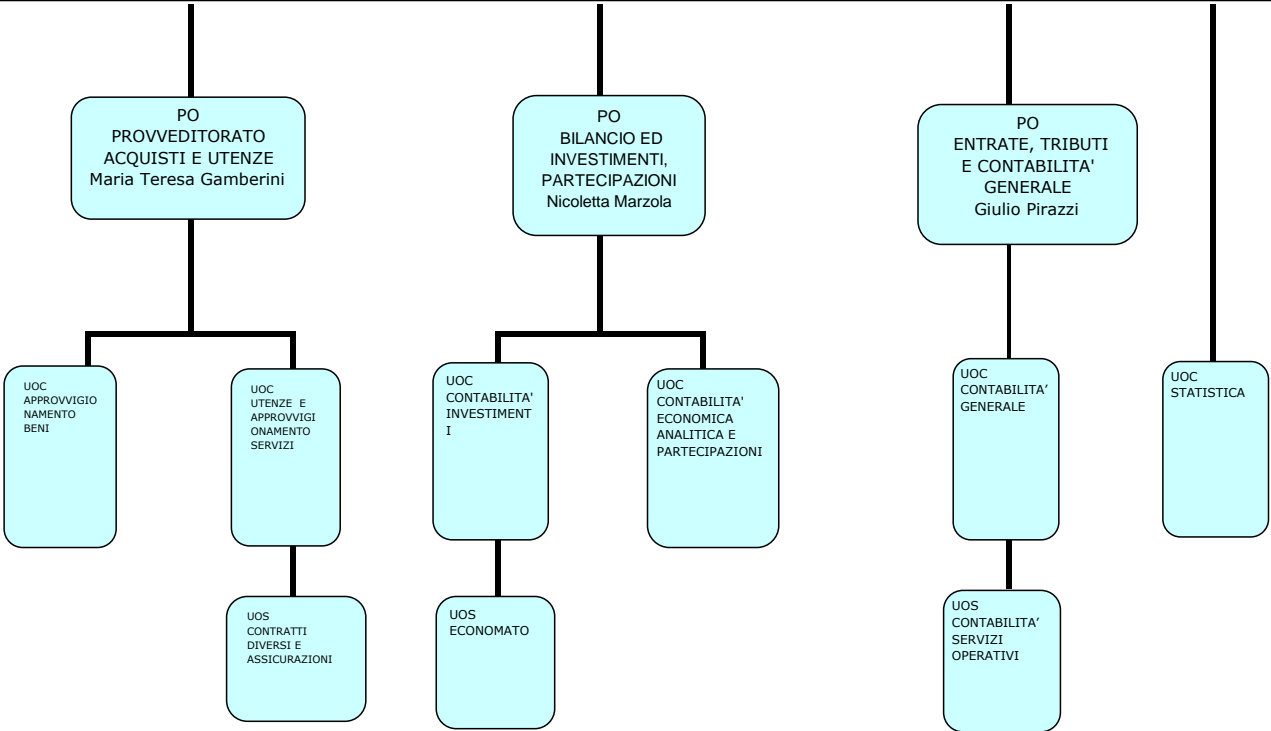 PO
PROVVEDITORATO
ACQUISTI E UTENZE
Maria Teresa Gamberini
PO
BILANCIO ED
INVESTIMENTI,
PARTECIPAZIONI
Nicoletta Marzola
PO
ENTRATE, TRIBUTI
E CONTABILITA'
GENERALE
Giulio Pirazzi
UOC
APPROVVIGIO
NAMENTO
BENI
UOC
UTENZE E
APPROVVIGI
ONAMENTO
SERVIZI
UOC
CONTABILITA'
INVESTIMENT
I
UOC
CONTABILITA'
ECONOMICA
ANALITICA E
PARTECIPAZIONI
UOC
CONTABILITA’
GENERALE
UOC
STATISTICA
UOS
CONTRATTI
DIVERSI E
ASSICURAZIONI
UOS
ECONOMATO
UOS
CONTABILITA’
SERVIZI
OPERATIVI